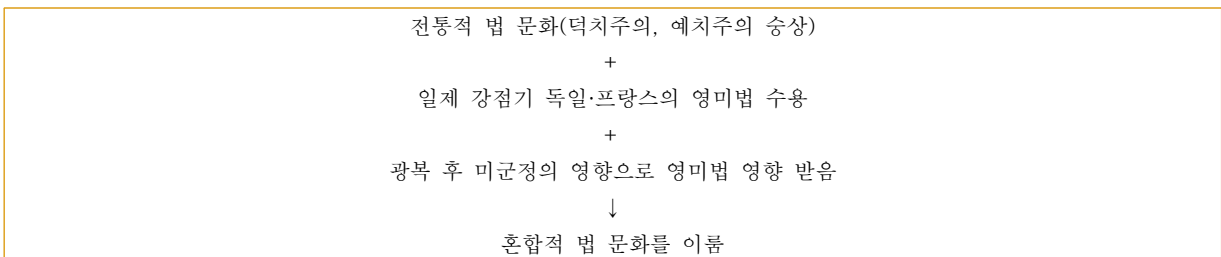 전통적 법 문화(덕치주의, 예치주의 숭상)
+
일제 강점기 독일·프랑스의 영미법 수용
+
광복 후 미군정의 영향으로 영미법 영향 받음
↓
혼합적 법 문화를 이룸